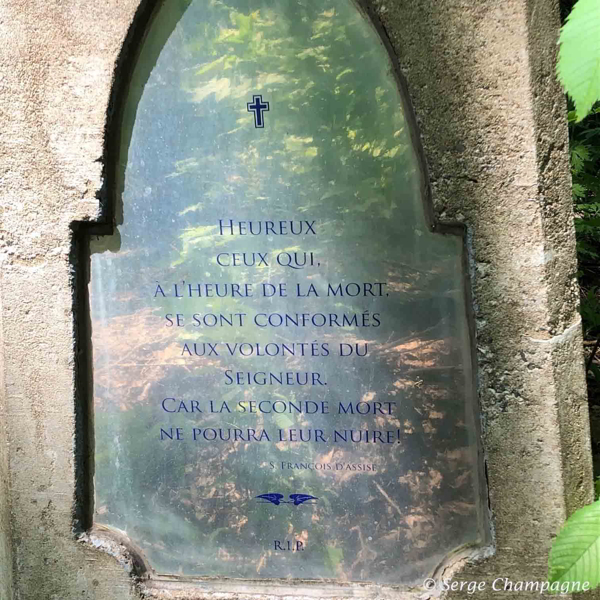 Heureux
ceux qui,
à l'heure de la mort,
se sont conformés
aux volontés du
Seigneur.
Car la seconde mort
ne pourra leur nuire!
S. François d'Assise
R.I.P.
© Serge Champagne